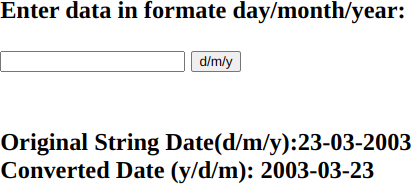 Enter data in formate day/month/year:
d/m/y
Original String Date(d/m/y):23-03-2003
Converted Date (y/d/m): 2003-03-23